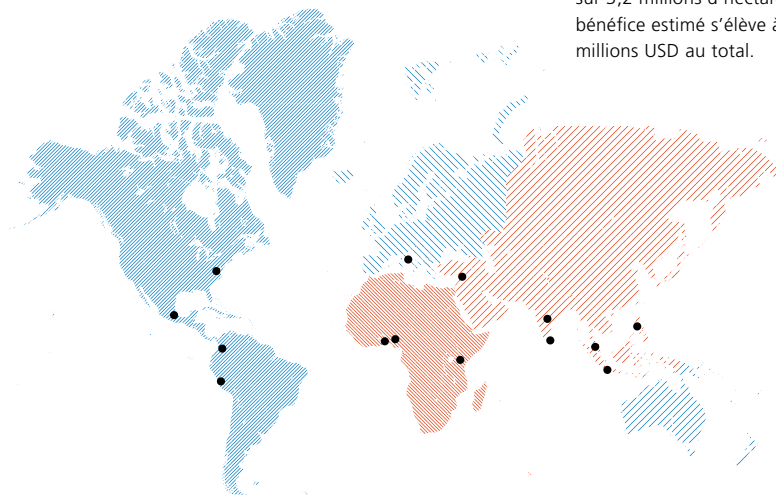 sur 3,2 millions d'hectar
bénéfice estimé s'élève à
millions USD au total.